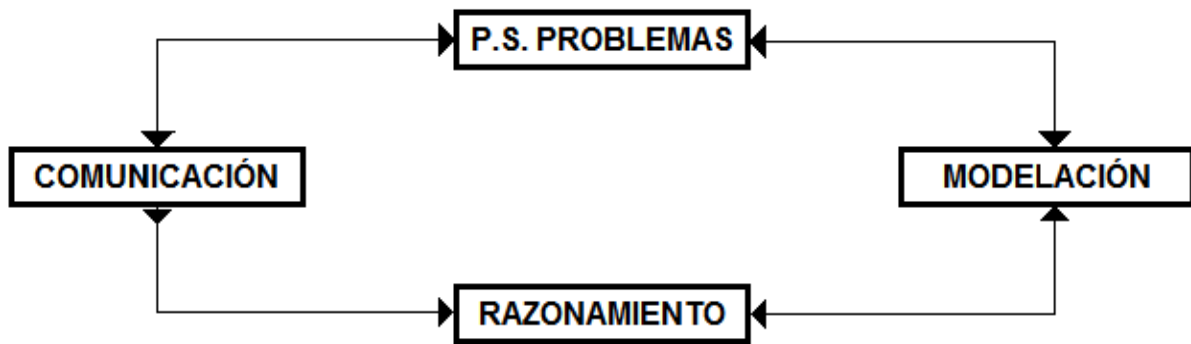 P.S. PROBLEMAS
COMUNICACIÓN
MODELACIÓN
RAZONAMIENTO